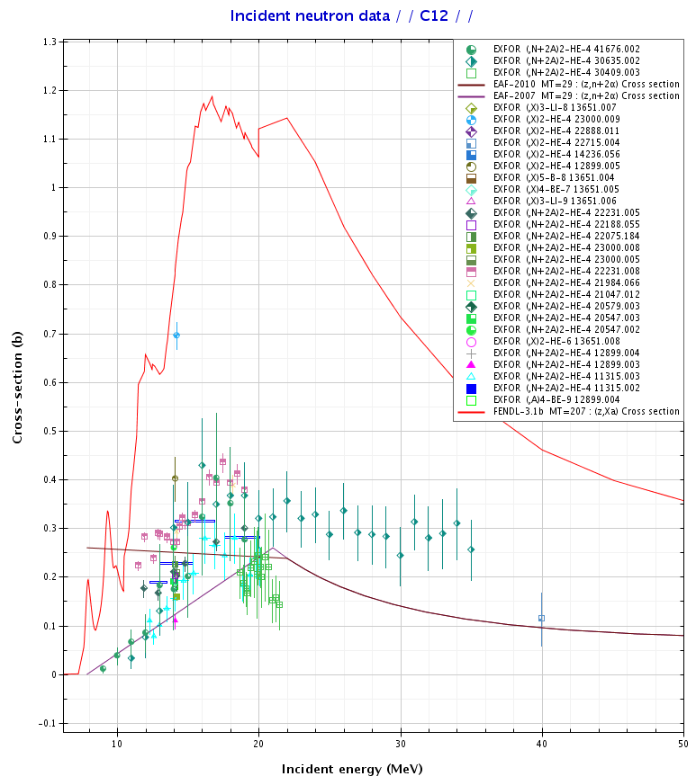 Incident neutron data / / C12 / /
EXFOR (,N+2A)2-HE-4 41676.002
EXFOR (,N+2A)2-HE-4 30635.002
EXFOR (,N+2A)2-HE-4 30409.003
EAF-2010 MT=29 : (z,n+2α) Cross section
EAF-2007 MT=29 : (z,n+2α) Cross section
EXFOR (,X)3-LI-8 13651.007
EXFOR (,X)2-HE-4 23000.009
EXFOR (,X)2-HE-4 22888.011
EXFOR (,X)2-HE-4 22715.004
EXFOR (,X)2-HE-4 14236.056
EXFOR (,X)2-HE-4 12899.005
EXFOR (,X)5-B-8 13651.004
EXFOR (,X)4-BE-7 13651.005
EXFOR (,X)3-LI-9 13651.006
EXFOR (,N+2A)2-HE-4 22231.005
EXFOR (,N+2A)2-HE-4 22188.055
EXFOR (,N+2A)2-HE-4 22075.184
EXFOR (,N+2A)2-HE-4 23000.008
EXFOR (,N+2A)2-HE-4 23000.005
EXFOR (,N+2A)2-HE-4 22231.008
EXFOR (,N+2A)2-HE-4 21984.066
EXFOR (,N+2A)2-HE-4 21047.012
EXFOR (,N+2A)2-HE-4 20579.003
EXFOR (,N+2A)2-HE-4 20547.003
EXFOR (,N+2A)2-HE-4 20547.002
EXFOR (,X)2-HE-6 13651.008
EXFOR (,N+2A)2-HE-4 12899.004
EXFOR (,N+2A)2-HE-4 12899.003
EXFOR (,N+2A)2-HE-4 11315.003
EXFOR (,N+2A)2-HE-4 11315.002
EXFOR (,A)4-BE-9 12899.004
FENDL-3.1b MT=207 : (z,Xa) Cross section
Cross-section (b)
1.3
1.2
1.1
1
0.9
0.8
0.7
0.6
0.5
0.4
0.3
0.2
0.1
0
-0.1
10
20
30
40
50
Incident energy (MeV)